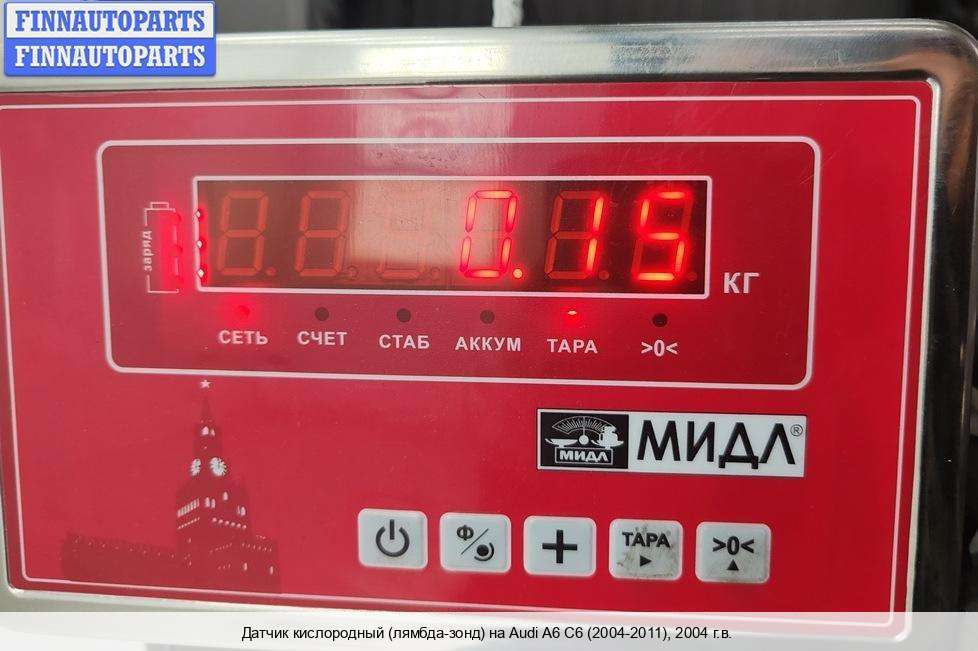 FINNAUTOPARTS
FINNAUTOPARTS
заряд
0.15
КГ
СЕТЬ СЧЕТ СТАБ АККУМ ТАРА >0<
МИДЛ МИДЛ®
Ф ТАРА >0<
Датчик кислородный (лямбда-зонд) на Audi A6 C6 (2004-2011), 2004 г.в.